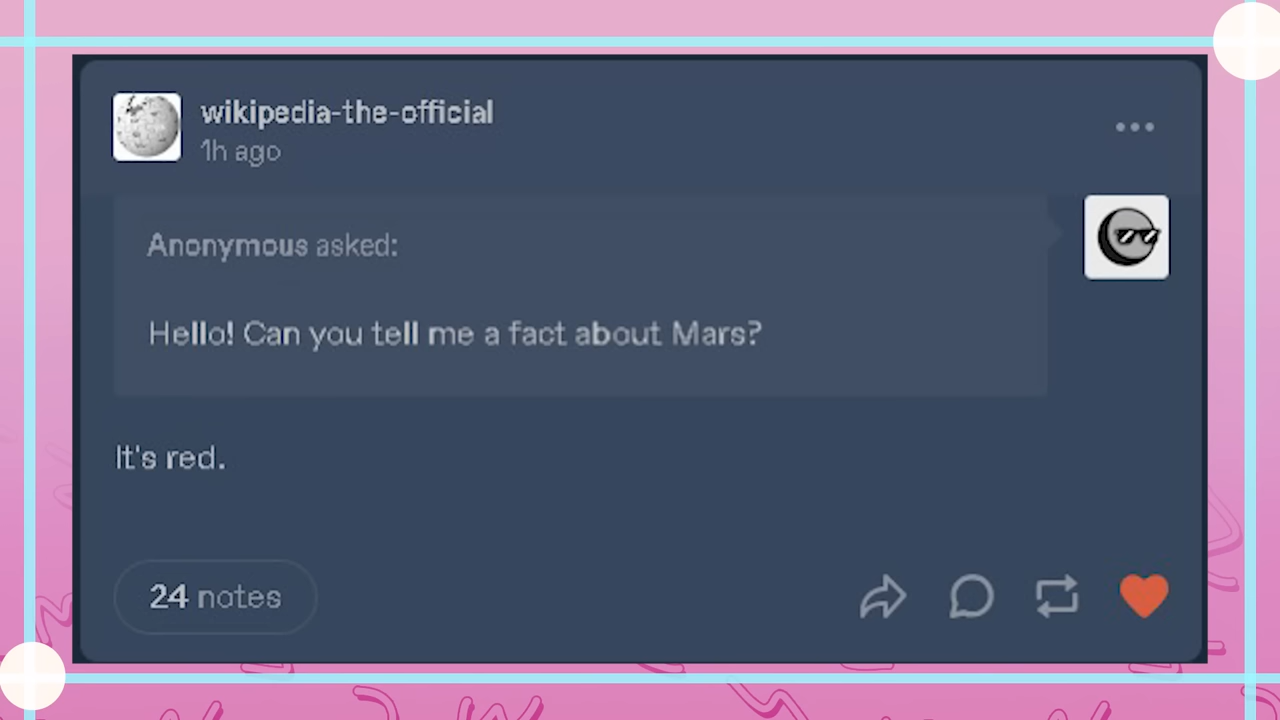 wikipedia-the-official
1h ago
Anonymous asked:
Hello! Can you tell me a fact about Mars?
It's red.
24 notes